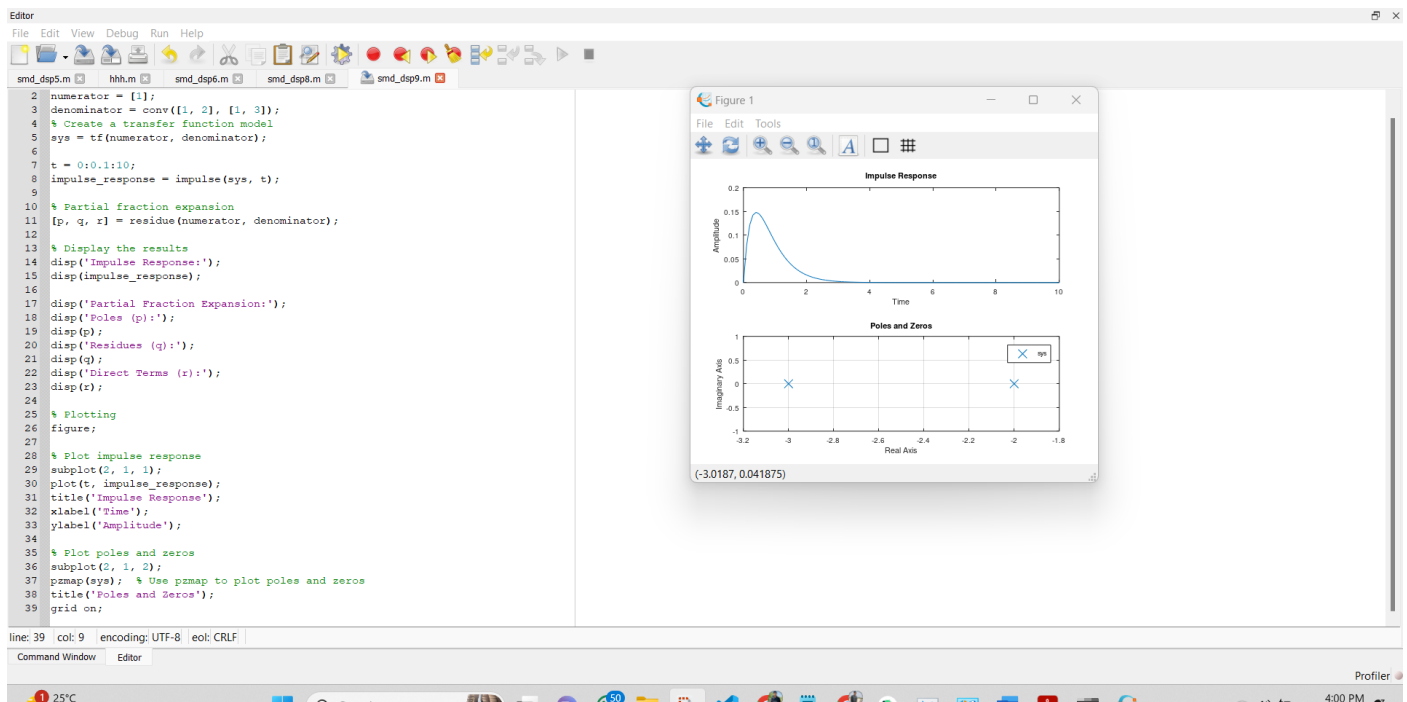 Editor
File Edit View Debug Run Help
smd_dsp5.m hhh.m smd_dsp6.m smd_dsp8.m smd_dsp9.m
2 numerator = [1];
3 denominator = conv([1, 2], [1, 3]);
4 % Create a transfer function model
5 sys = tf(numerator, denominator);
6
7 t = 0:0.1:10;
8 impulse_response = impulse(sys, t);
9
10 % Partial fraction expansion
11 [p, q, r] = residue(numerator, denominator);
12
13 % Display the results
14 disp('Impulse Response:');
15 disp(impulse_response);
16
17 disp('Partial Fraction Expansion:');
18 disp('Poles (p):');
19 disp(p);
20 disp('Residues (q):');
21 disp(q);
22 disp('Direct Terms (r):');
23 disp(r);
24
25 % Plotting
26 figure;
27
28 % Plot impulse response
29 subplot(2, 1, 1);
30 plot(t, impulse_response);
31 title('Impulse Response');
32 xlabel('Time');
33 ylabel('Amplitude');
34
35 % Plot poles and zeros
36 subplot(2, 1, 2);
37 pzmap(sys);  % Use pzmap to plot poles and zeros
38 title('Poles and Zeros');
39 grid on;
Figure 1
File Edit Tools
A
Impulse Response
0.2
0.15
0.1
0.05
0
Amplitude
0 2 4 6 8 10
Time
Poles and Zeros
sys
1
0.5
0
-0.5
-1
Imaginary Axis
-3.2 -3 -2.8 -2.6 -2.4 -2.2 -2 -1.8
Real Axis
(-3.0187, 0.041875)
line: 39 col: 9 encoding: UTF-8 eol: CRLF
Command Window Editor
Profiler
1 25°C 50 4:00 PM